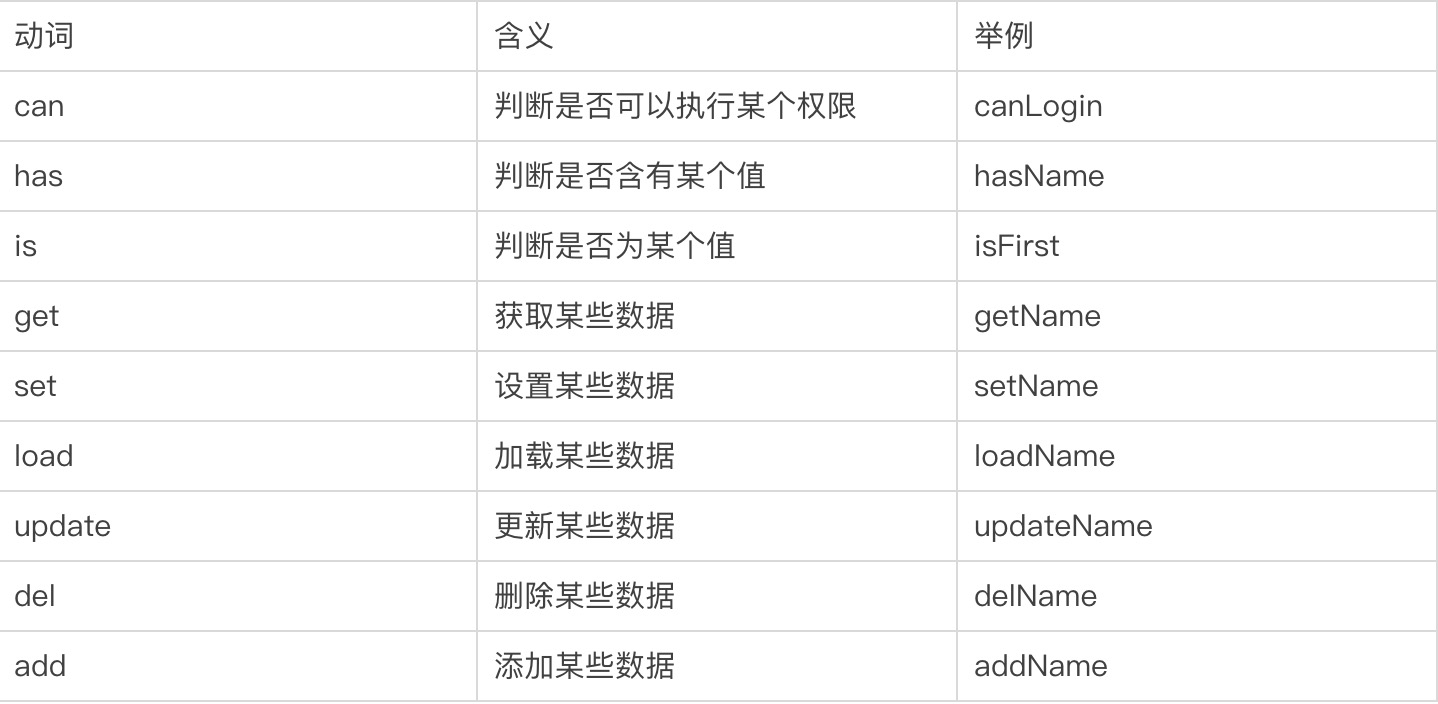 动词 含义 举例
can 判断是否可以执行某个权限 canLogin
has 判断是否含有某个值 hasName
is 判断是否为某个值 isFirst
get 获取某些数据 getName
set 设置某些数据 setName
load 加载某些数据 loadName
update 更新某些数据 updateName
del 删除某些数据 delName
add 添加某些数据 addName